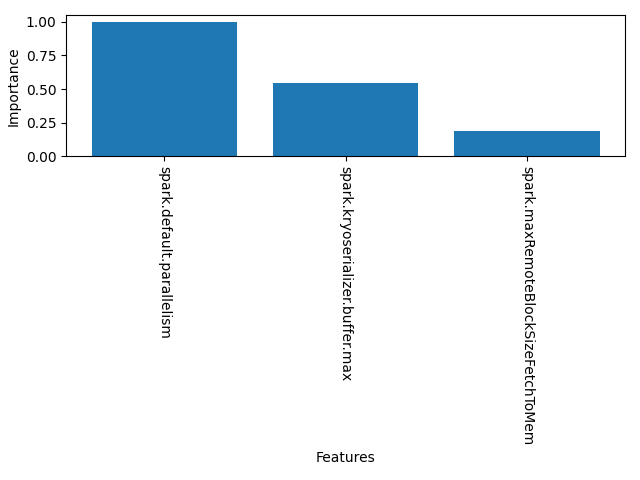 Importance
1.00
0.75
0.50
0.25
0.00
spark.default.parallelism
spark.kryoserializer.buffer.max
spark.maxRemoteBlockSizeFetchToMem
Features